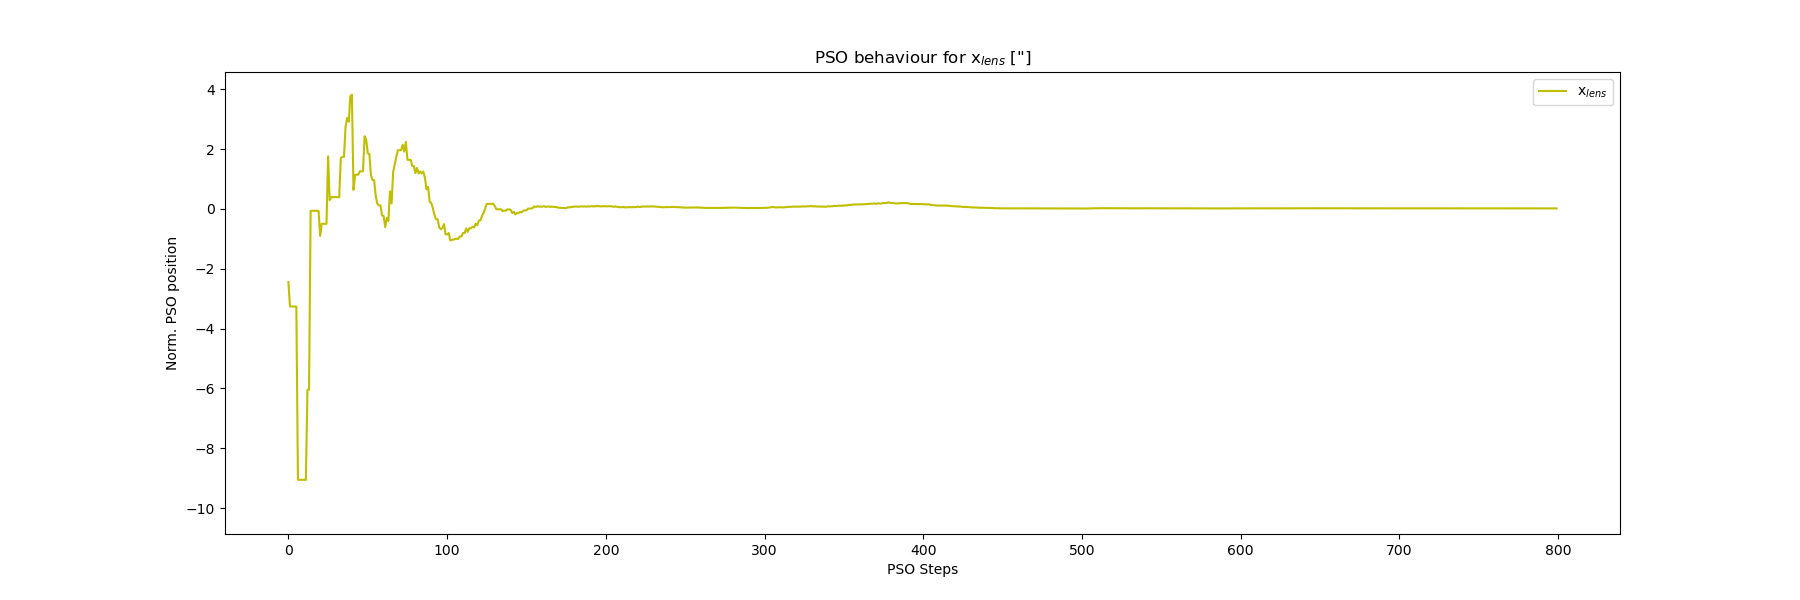 PSO behaviour for x_lens ["]
x_lens
4
2
0
−2
−4
−6
−8
−10
Norm. PSO position
0 100 200 300 400 500 600 700 800
PSO Steps